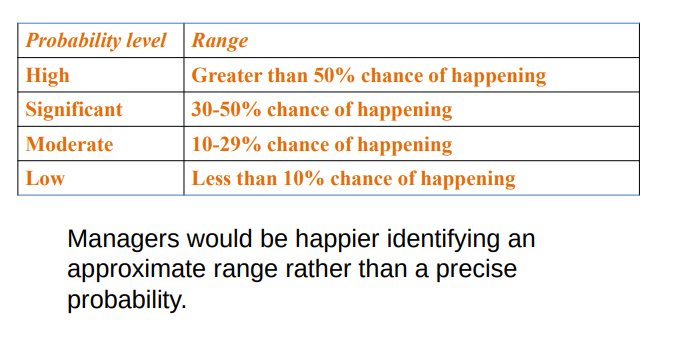 Probability level Range
High Greater than 50% chance of happening
Significant 30-50% chance of happening
Moderate 10-29% chance of happening
Low Less than 10% chance of happening
Managers would be happier identifying an
approximate range rather than a precise
probability.